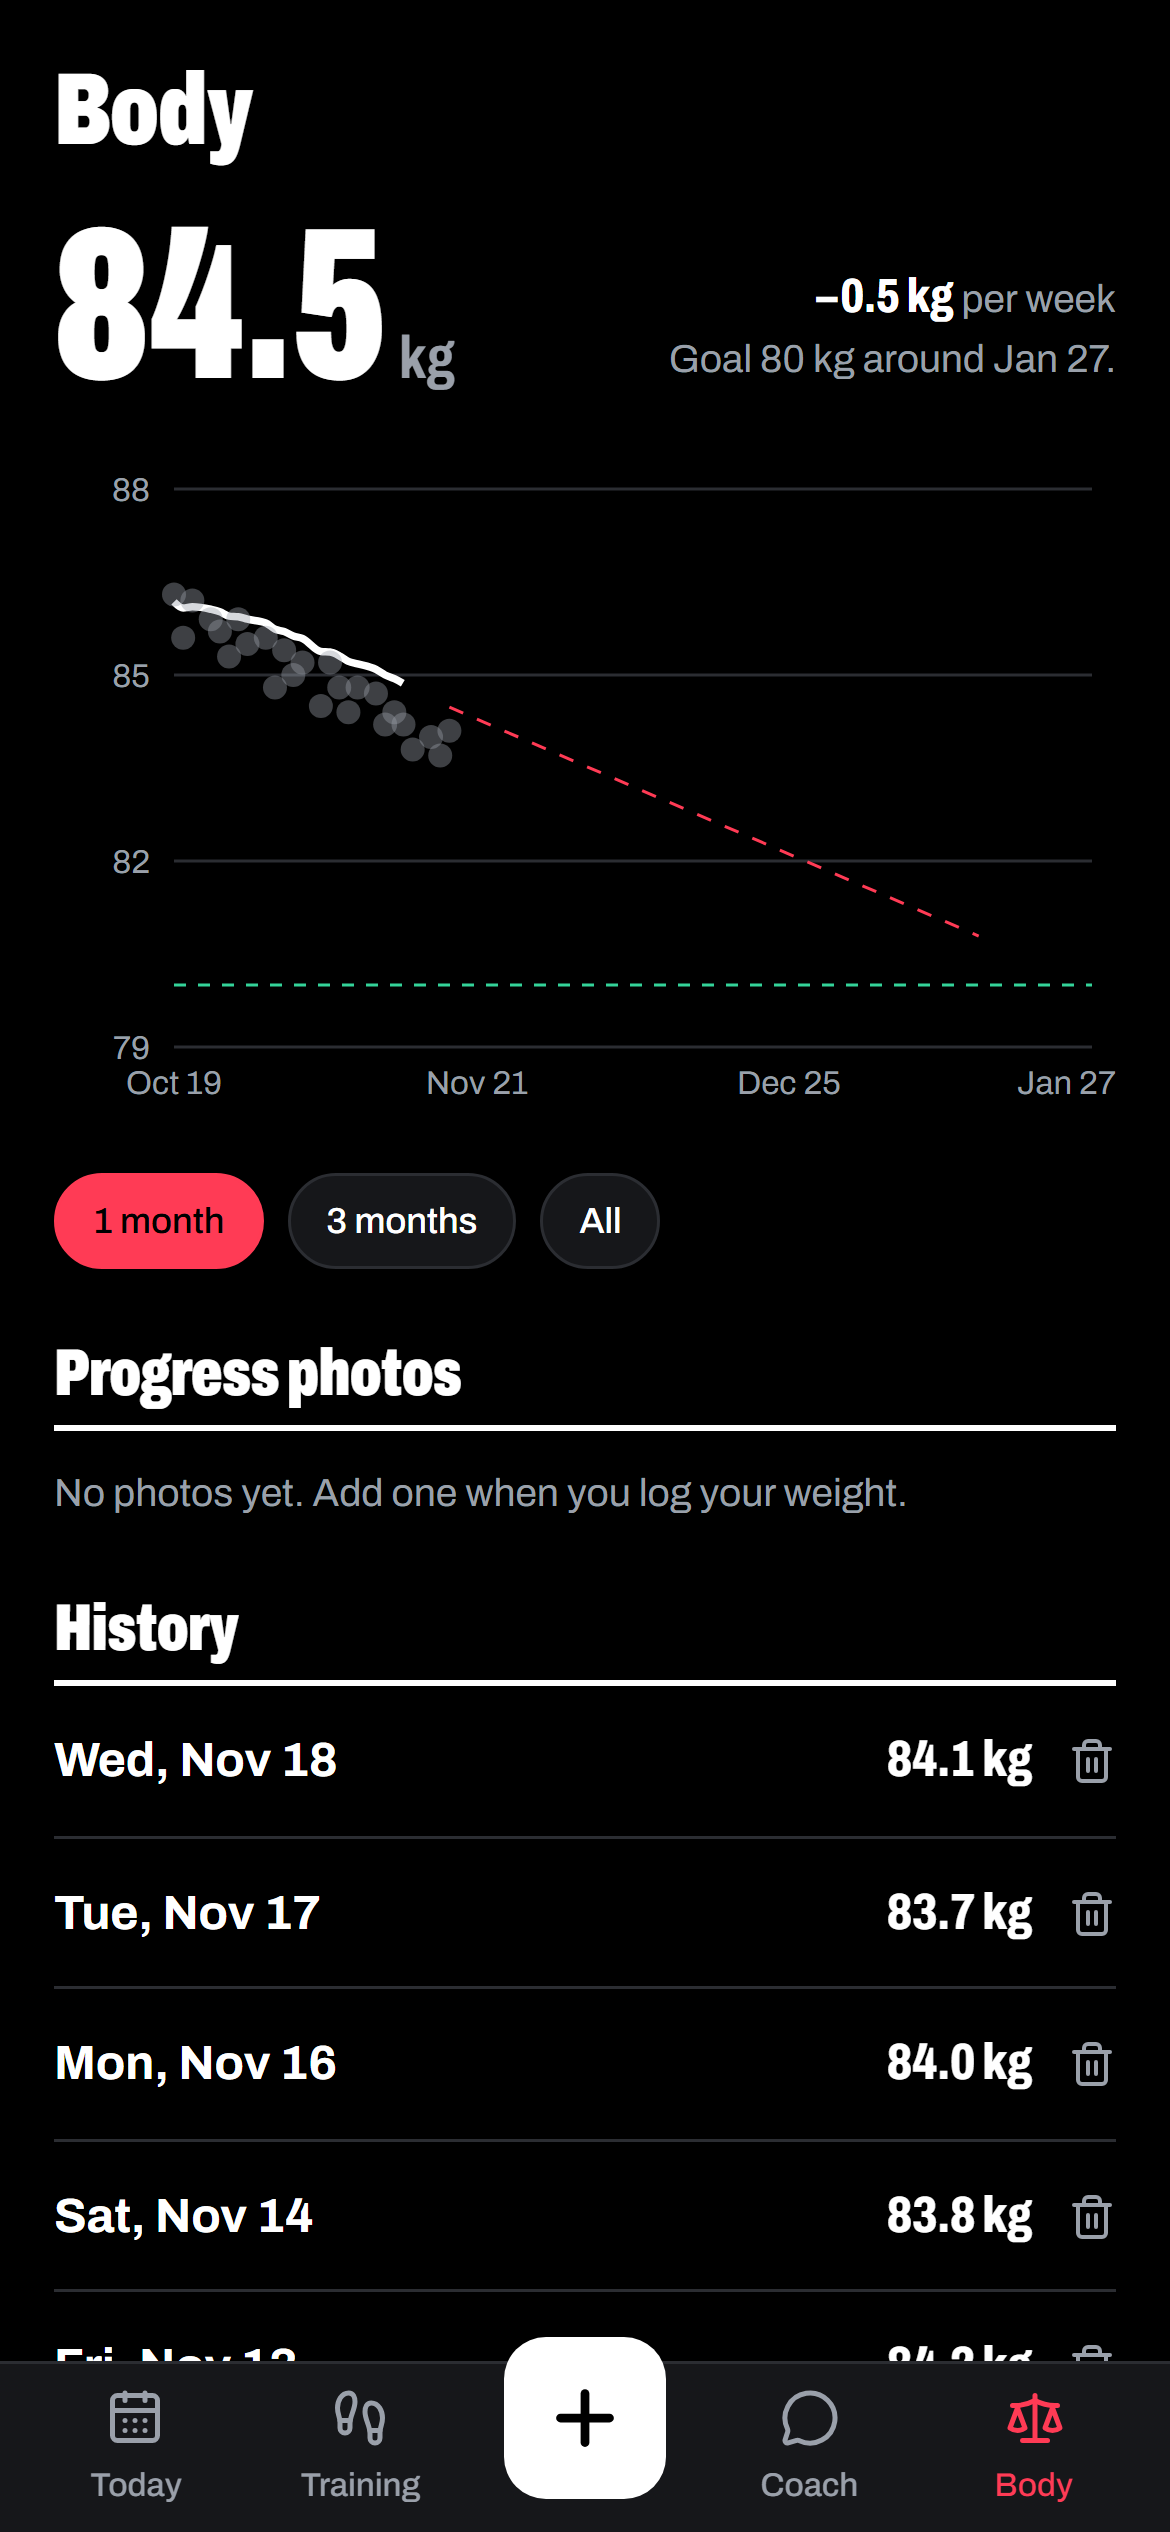 Body
84.5 kg
–0.5 kg per week
Goal 80 kg around Jan 27.
88
85
82
79
Oct 19 Nov 21 Dec 25 Jan 27
1 month 3 months All
Progress photos
No photos yet. Add one when you log your weight.
History
Wed, Nov 18 84.1 kg
Tue, Nov 17 83.7 kg
Mon, Nov 16 84.0 kg
Sat, Nov 14 83.8 kg
Fri, Nov
Today Training Coach Body